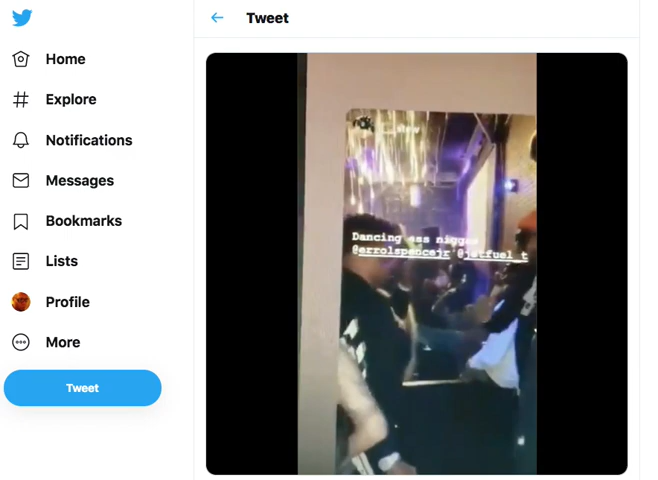 Tweet
Home
Explore
Notifications
Messages
Bookmarks
Lists
Profile
More
Tweet
Dancing ass niggas
@errolspencejr @jetfuel_t